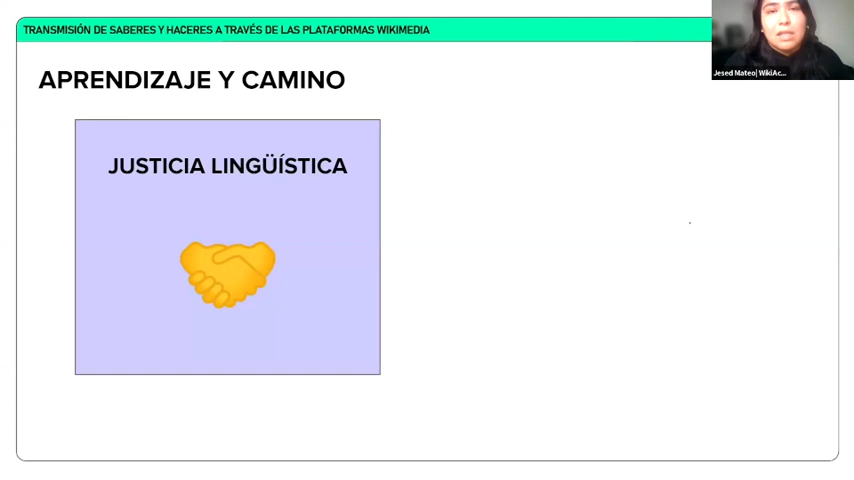 TRANSMISIÓN DE SABERES Y HACERES A TRAVÉS DE LAS PLATAFORMAS WIKIMEDIA
Jesed Mateo| WikiAc...
APRENDIZAJE Y CAMINO
JUSTICIA LINGÜÍSTICA